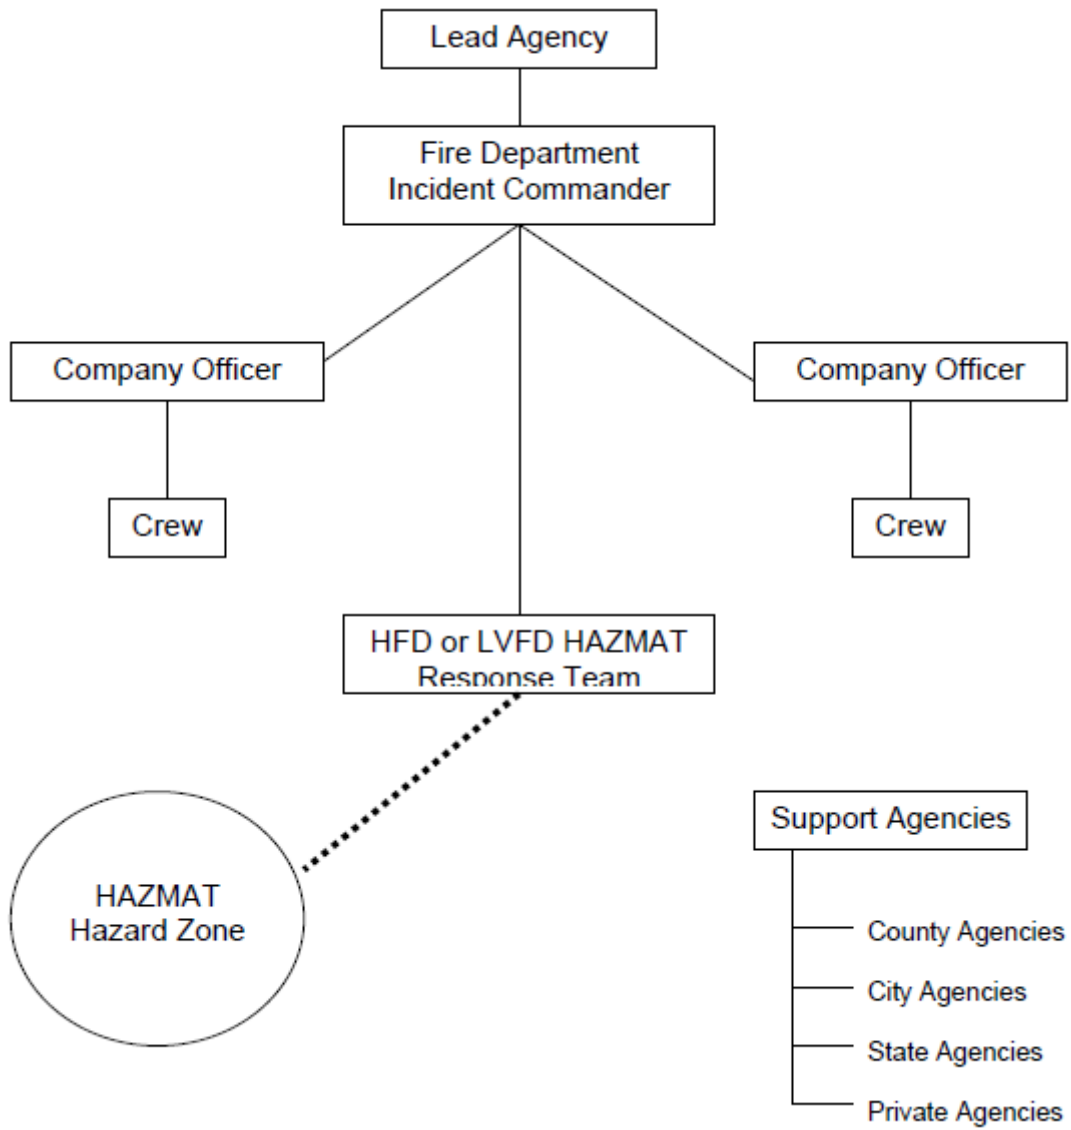 Lead Agency
Fire Department
Incident Commander
Company Officer
Company Officer
Crew
Crew
HFD or LVFD HAZMAT
Response Team
HAZMAT
Hazard Zone
Support Agencies
County Agencies
City Agencies
State Agencies
Private Agencies